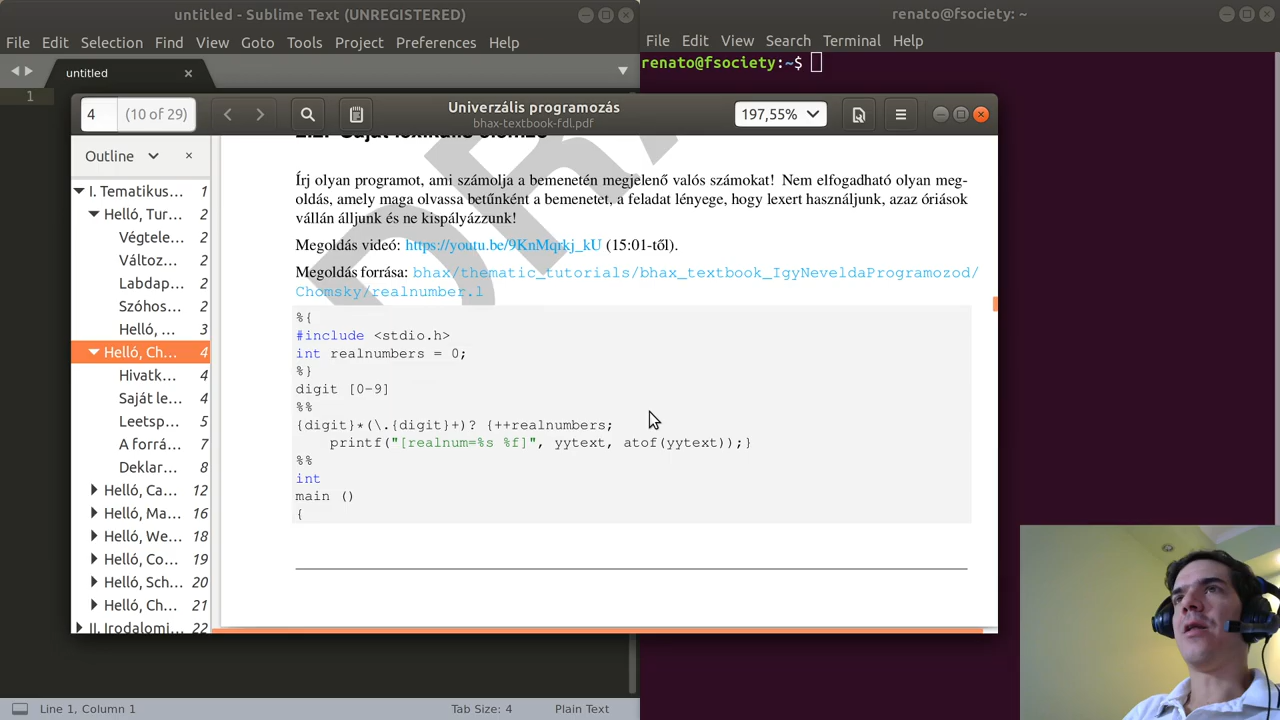 untitled - Sublime Text (UNREGISTERED)
renato@fsociety: ~
File Edit Selection Find View Goto Tools Project Preferences Help
File Edit View Search Terminal Help
untitled
renato@fsociety:~$
1
4 (10 of 29)
Univerzális programozás
bhax-textbook-fdl.pdf
197,55%
Outline
I. Tematikus… 1
Helló, Tur… 2
Végtele… 2
Változ… 2
Labdap… 2
Szóhos… 2
Helló, … 3
Helló, Ch… 4
Hivatk… 4
Saját le… 4
Leetsp… 5
A forrá… 7
Deklar… 8
Helló, Ca… 12
Helló, Ma… 16
Helló, We… 18
Helló, Co… 19
Helló, Sch… 20
Helló, Ch… 21
II. Irodalomj… 22
Írj olyan programot, ami számolja a bemenetén megjelenő valós számokat! Nem elfogadható olyan meg-
oldás, amely maga olvassa betűnként a bemenetet, a feladat lényege, hogy lexert használjunk, azaz óriások
vállán álljunk és ne kispályázzunk!
Megoldás videó: https://youtu.be/9KnMqrkj_kU (15:01-től).
Megoldás forrása: bhax/thematic_tutorials/bhax_textbook_IgyNeveldaProgramozod/
Chomsky/realnumber.l
%{
#include <stdio.h>
int realnumbers = 0;
%}
digit [0-9]
%%
{digit}*(\.{digit}+)? {++realnumbers;
printf("[realnum=%s %f]", yytext, atof(yytext));}
%%
int
main ()
{
Line 1, Column 1
Tab Size: 4
Plain Text